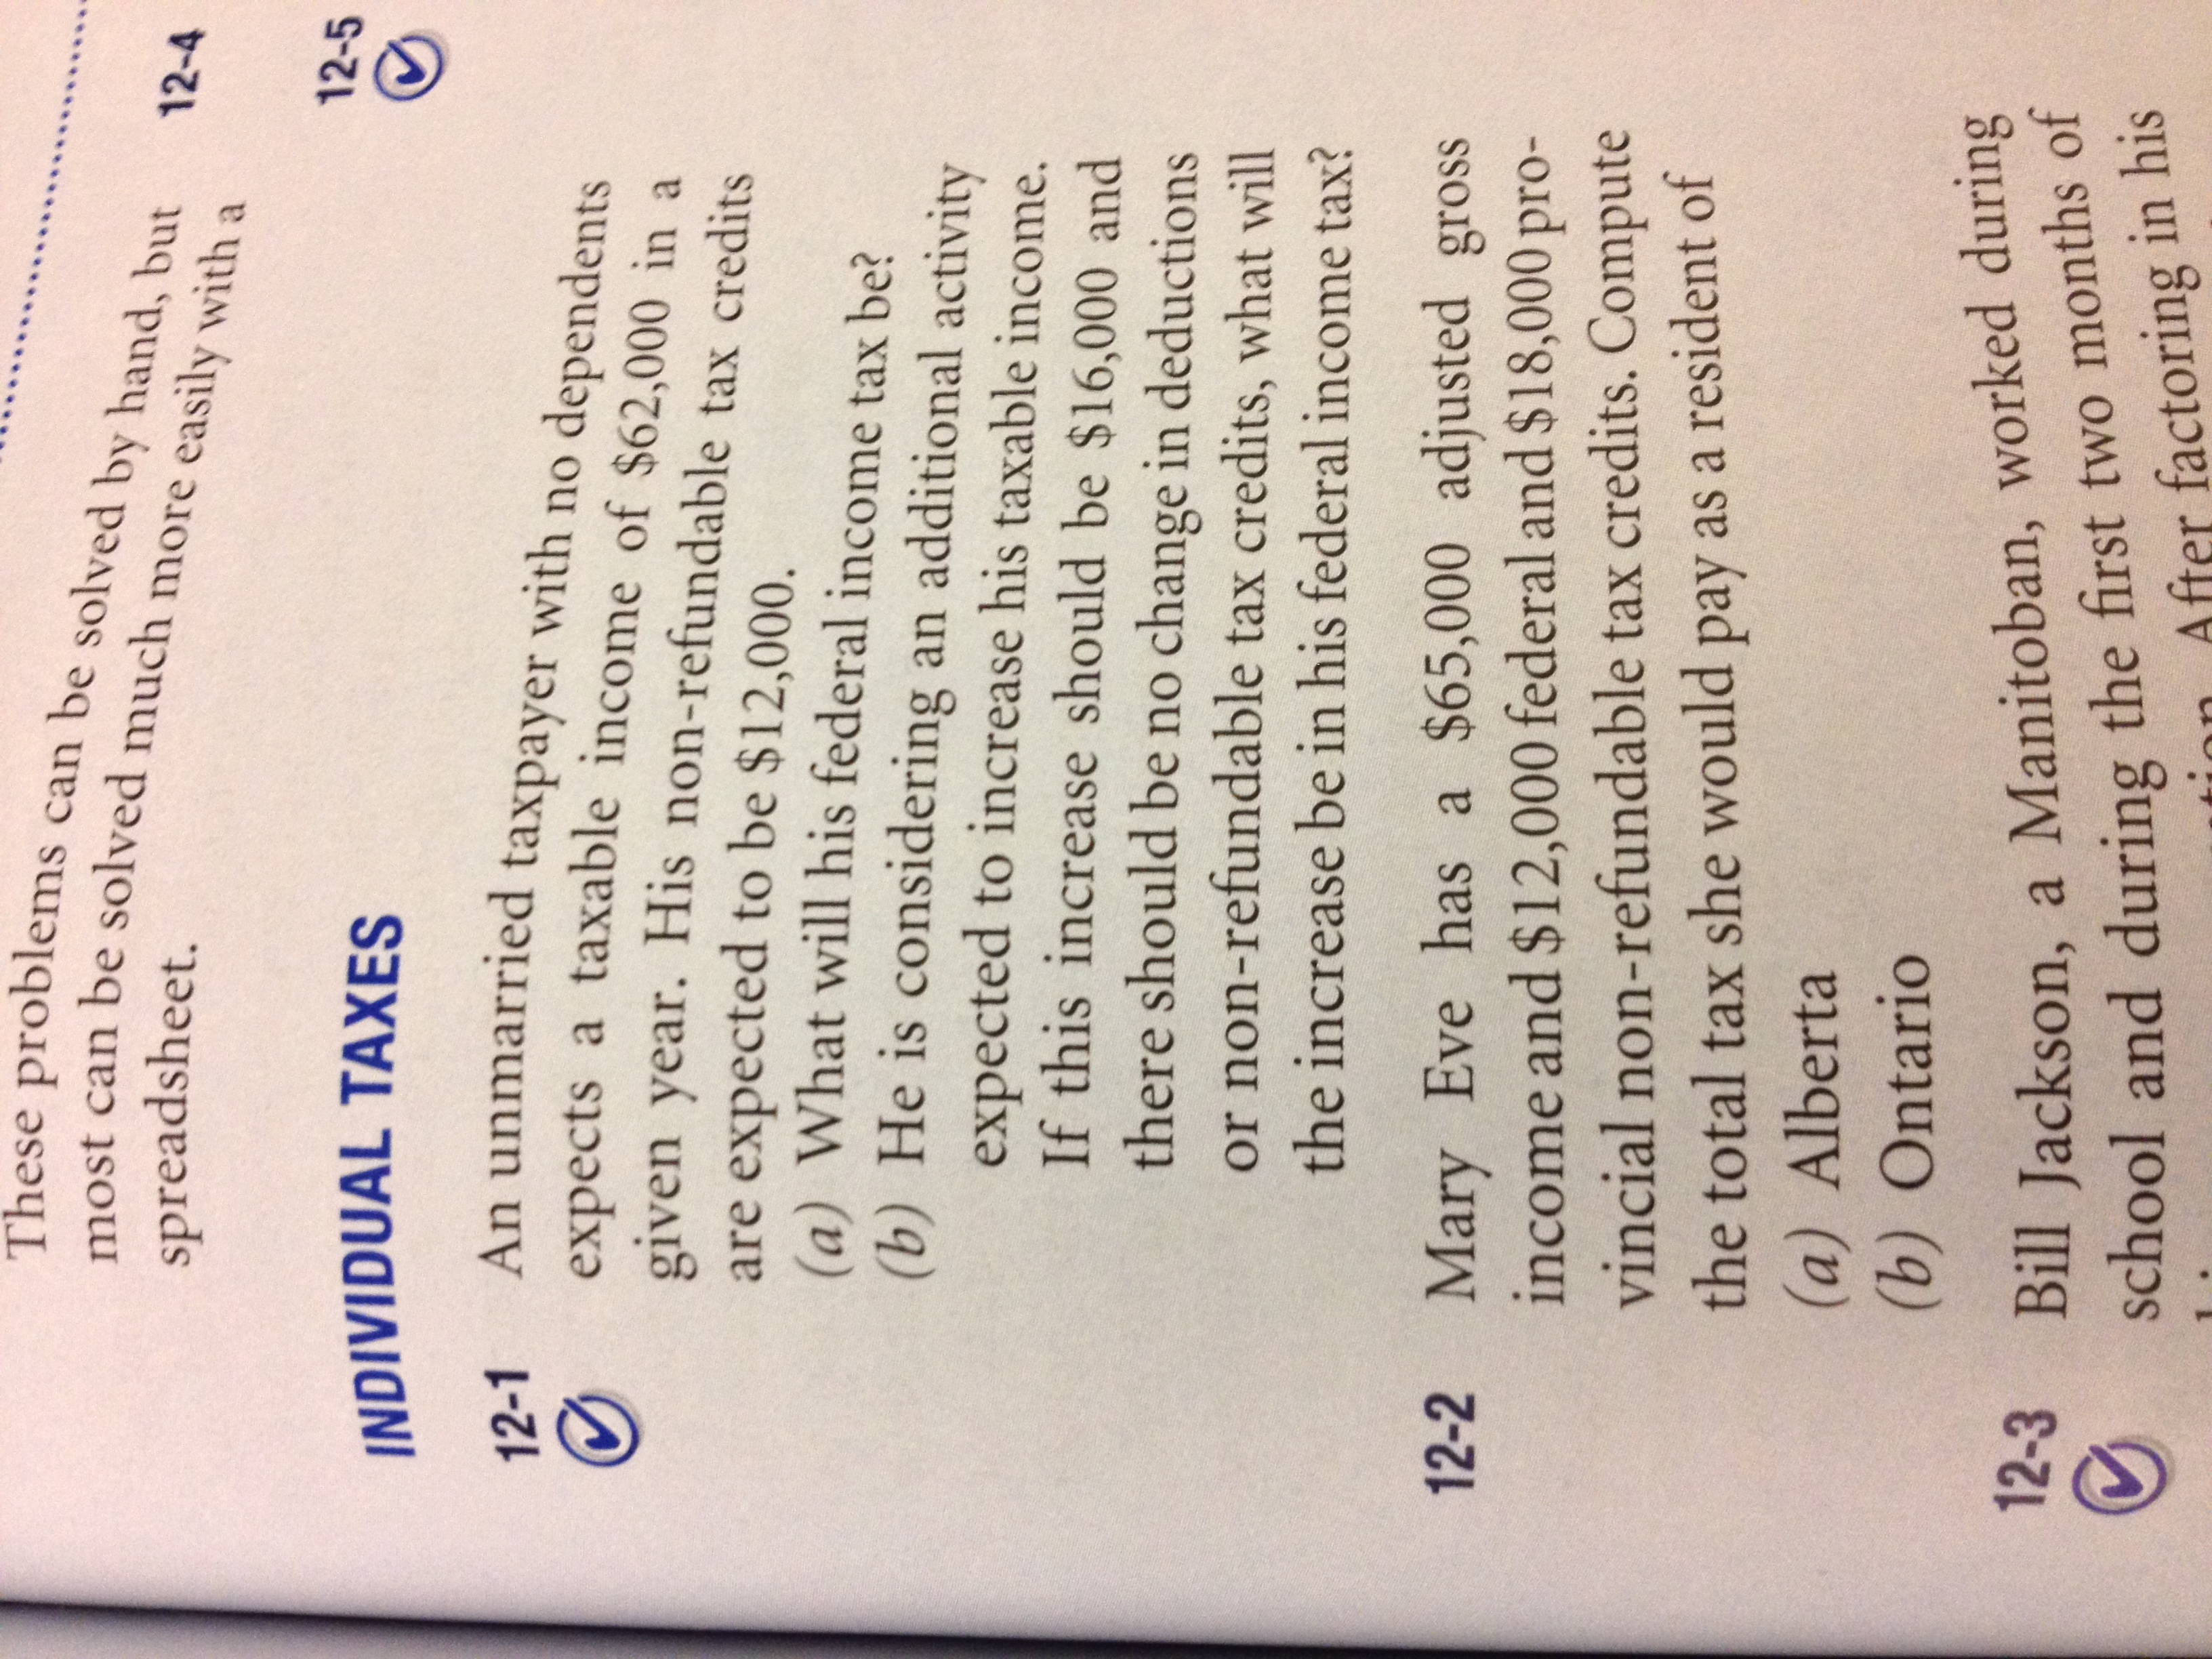 These problems can be solved by hand, but
most can be solved much more easily with a
spreadsheet.
INDIVIDUAL TAXES
12-1 An unmarried taxpayer with no dependents
expects a taxable income of $62,000 in a
given year. His non-refundable tax credits
are expected to be $12,000.
(a) What will his federal income tax be?
(b) He is considering an additional activity
expected to increase his taxable income.
If this increase should be $16,000 and
there should be no change in deductions
or non-refundable tax credits, what will
the increase be in his federal income tax?
12-2 Mary Eve has a $65,000 adjusted gross
income and $12,000 federal and $18,000 pro-
vincial non-refundable tax credits. Compute
the total tax she would pay as a resident of
(a) Alberta
(b) Ontario
12-3 Bill Jackson, a Manitoban, worked during
school and during the first two months of
After factoring in his
12-4
12-5